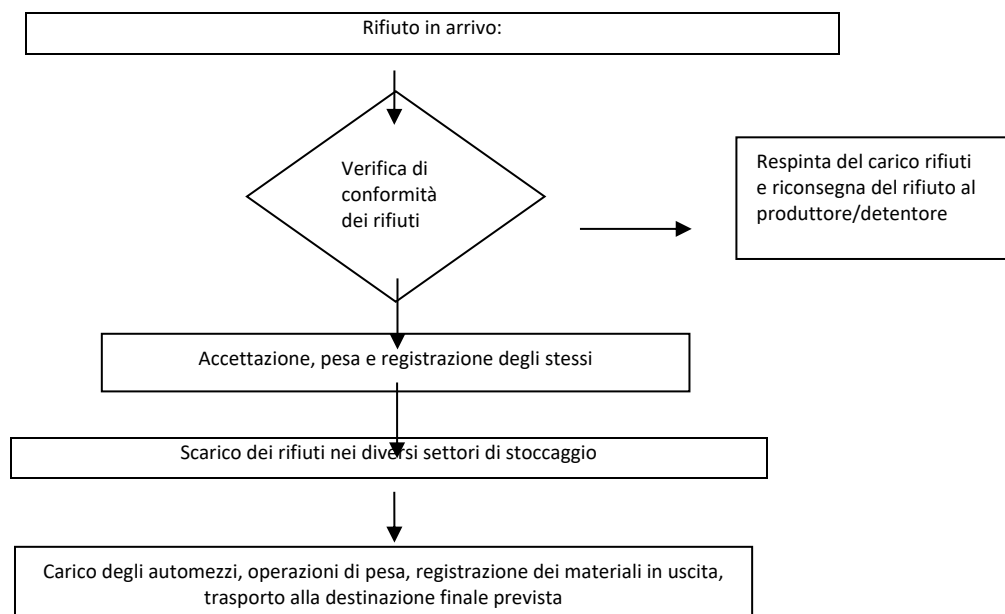 Rifiuto in arrivo:
Verifica di
conformità
dei rifiuti
Respinta del carico rifiuti
e riconsegna del rifiuto al
produttore/detentore
Accettazione, pesa e registrazione degli stessi
Scarico dei rifiuti nei diversi settori di stoccaggio
Carico degli automezzi, operazioni di pesa, registrazione dei materiali in uscita,
trasporto alla destinazione finale prevista